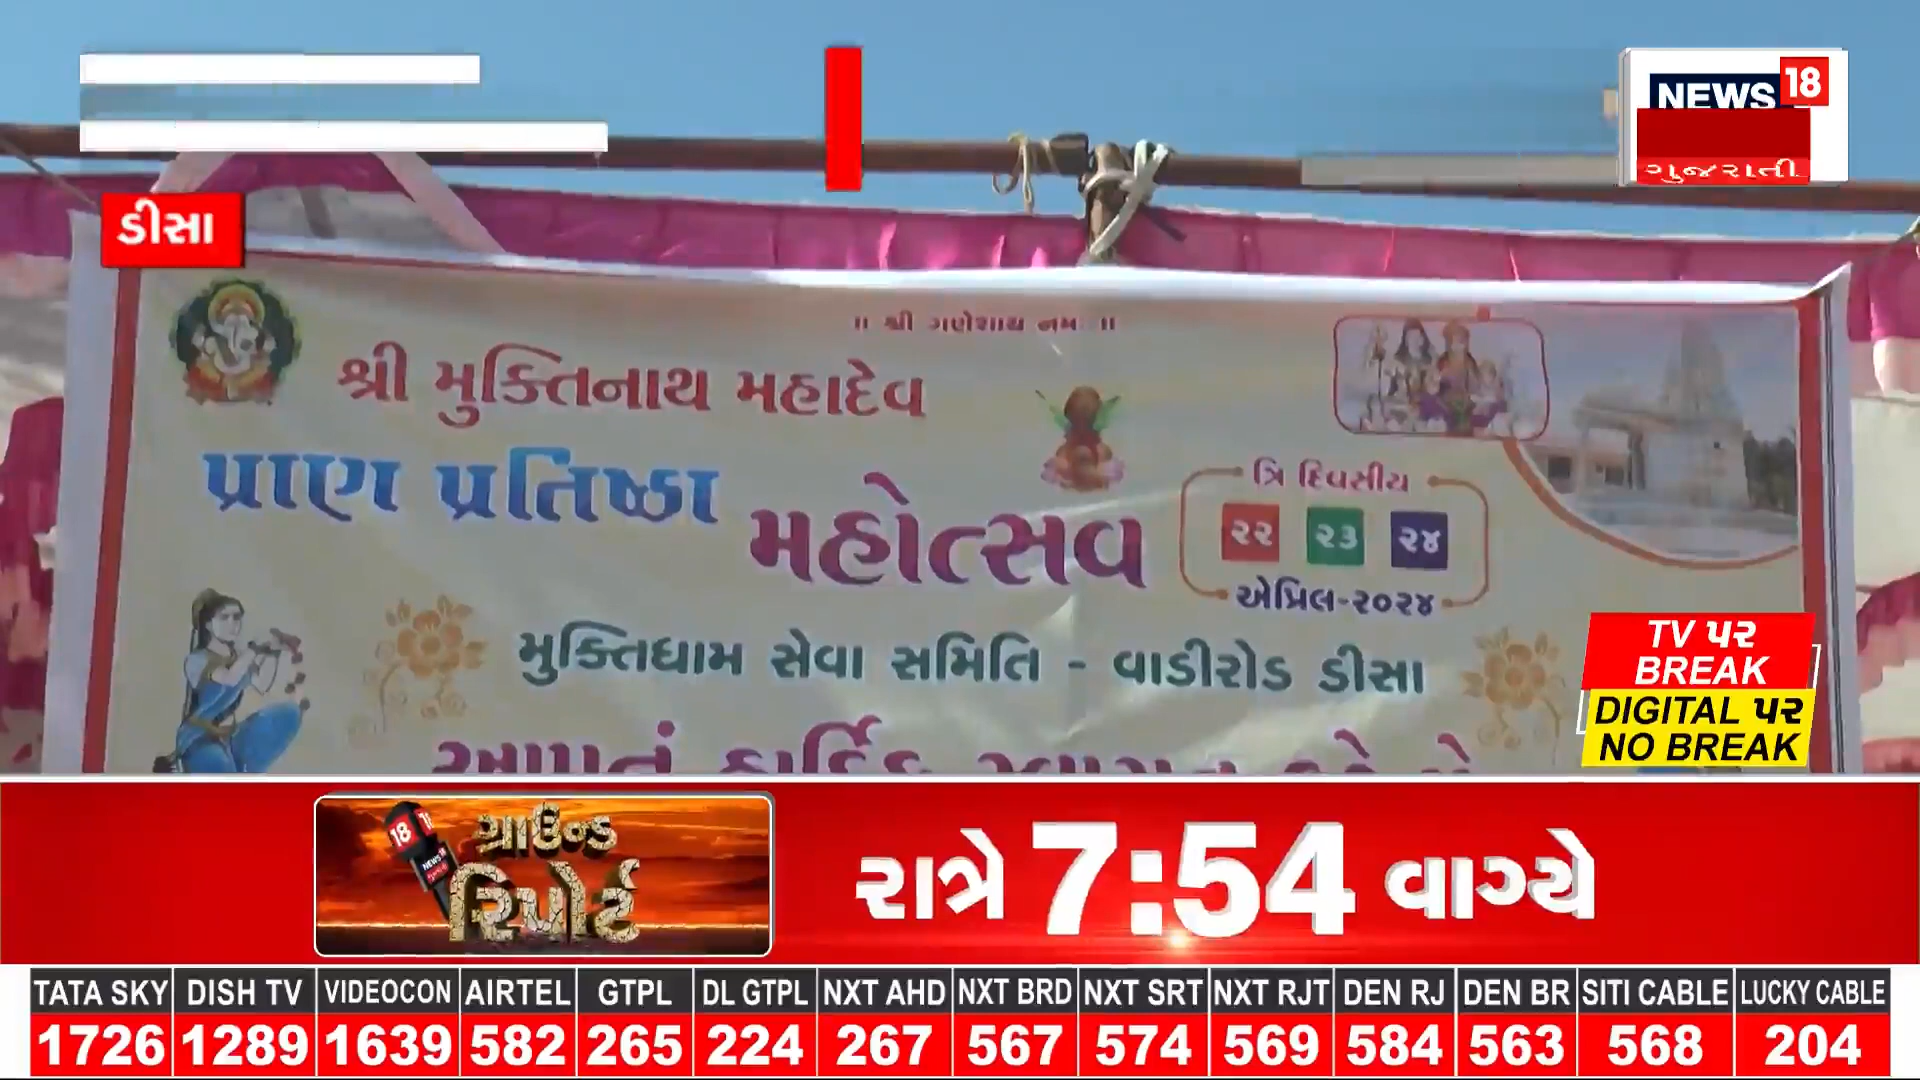 NEWS 18
ગુજરાતી
ડીસા
॥ શ્રી ગણેશાય નમઃ ॥
શ્રી મુક્તિનાથ મહાદેવ
પ્રાણ પ્રતિષ્ઠા
મહોત્સવ
ત્રિ દિવસીય
૨૨ ૨૩ ૨૪
એપ્રિલ-૨૦૨૪
મુક્તિધામ સેવા સમિતિ - વાડીરોડ ડીસા
TV પર
BREAK
DIGITAL પર
NO BREAK
18
ગ્રાઉન્ડ
રિપોર્ટ
રાત્રે 7:54 વાગ્યે
TATA SKY DISH TV VIDEOCON AIRTEL GTPL DL GTPL NXT AHD NXT BRD NXT SRT NXT RJT DEN RJ DEN BR SITI CABLE LUCKY CABLE
1726 1289 1639 582 265 224 267 567 574 569 584 563 568 204